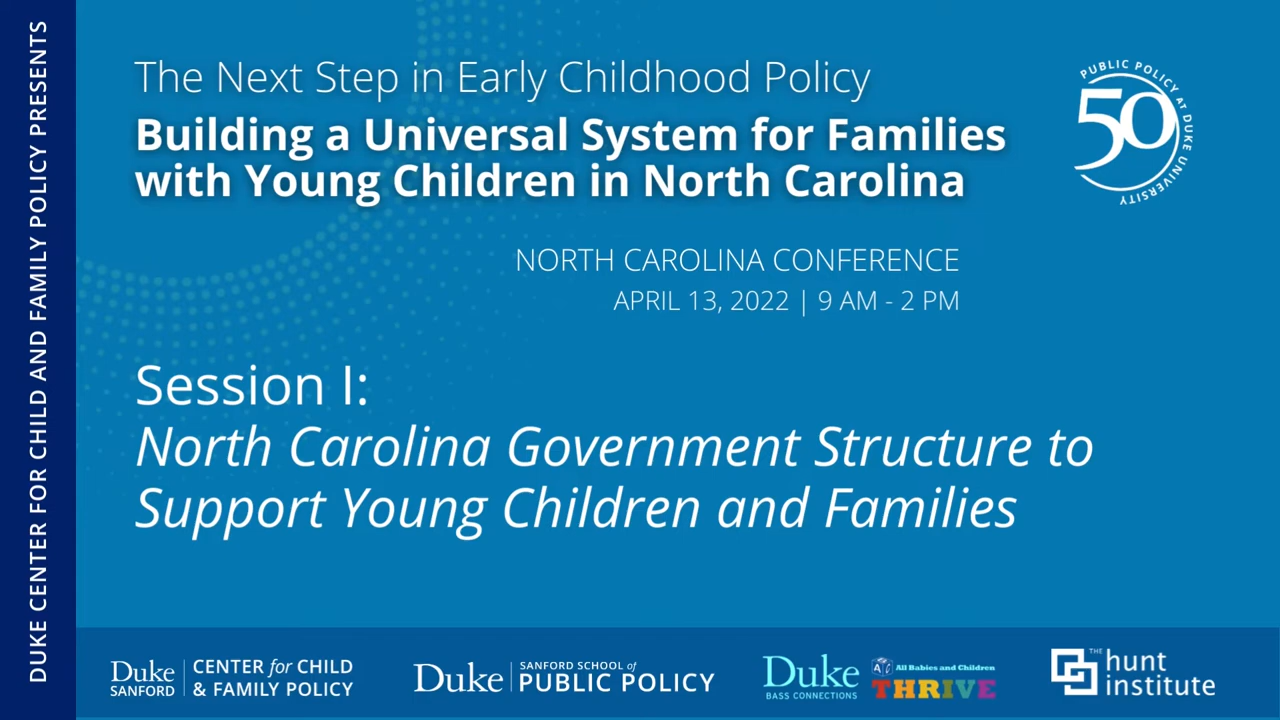 DUKE CENTER FOR CHILD AND FAMILY POLICY PRESENTS
The Next Step in Early Childhood Policy
Building a Universal System for Families
with Young Children in North Carolina
PUBLIC POLICY AT DUKE UNIVERSITY
50
NORTH CAROLINA CONFERENCE
APRIL 13, 2022 | 9 AM - 2 PM
Session I:
North Carolina Government Structure to
Support Young Children and Families
Duke
SANFORD
CENTER for CHILD
& FAMILY POLICY
Duke
SANFORD SCHOOL of
PUBLIC POLICY
Duke
BASS CONNECTIONS
All Babies and Children
THRIVE
THE
hunt
institute